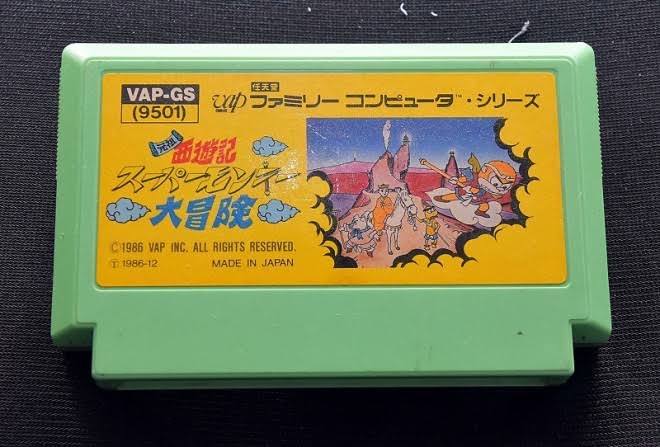 VAP-GS
(9501)
任天堂
vap ファミリー コンピュータ™・シリーズ
元祖
西遊記
スーパーモンキー
大冒険
©1986 VAP INC. ALL RIGHTS RESERVED.
Ⓣ1986-12 MADE IN JAPAN